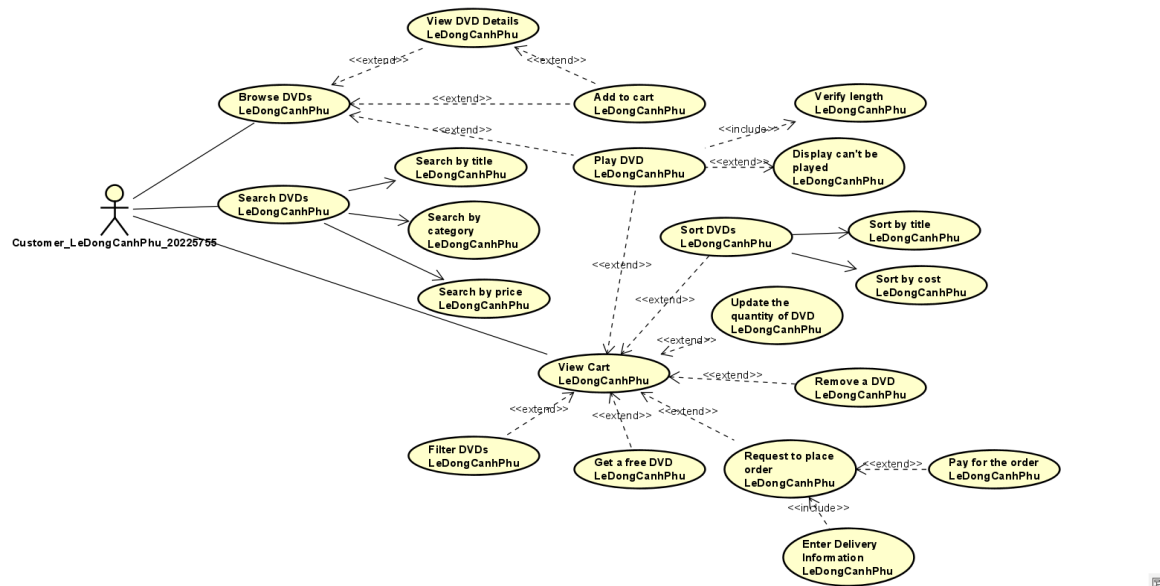 View DVD Details
LeDongCanhPhu
<<extend>>
<<extend>>
Browse DVDs
LeDongCanhPhu
<<extend>>
Add to cart
LeDongCanhPhu
Verify length
LeDongCanhPhu
<<extend>>
<<include>>
Play DVD
LeDongCanhPhu
<<extend>>
Display can't be
played
LeDongCanhPhu
Search by title
LeDongCanhPhu
Search DVDs
LeDongCanhPhu
Search by
category
LeDongCanhPhu
Customer_LeDongCanhPhu_20225755
Sort DVDs
LeDongCanhPhu
Sort by title
LeDongCanhPhu
<<extend>>
Sort by cost
LeDongCanhPhu
Search by price
LeDongCanhPhu
<<extend>>
Update the
quantity of DVD
LeDongCanhPhu
<<extend>>
View Cart
LeDongCanhPhu
<<extend>>
Remove a DVD
LeDongCanhPhu
<<extend>>
<<extend>>
<<extend>>
Filter DVDs
LeDongCanhPhu
Get a free DVD
LeDongCanhPhu
Request to place
order
LeDongCanhPhu
<<extend>>
Pay for the order
LeDongCanhPhu
<<include>>
Enter Delivery
Information
LeDongCanhPhu